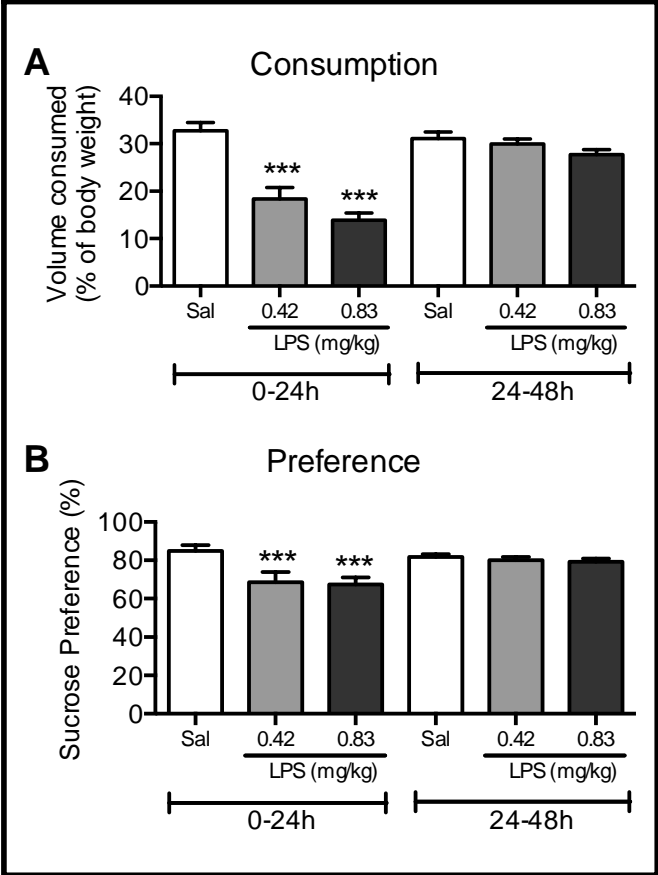 A
Consumption
Volume consumed
(% of body weight)
40
30
20
10
0
***
***
Sal
0.42
0.83
Sal
0.42
0.83
LPS (mg/kg)
LPS (mg/kg)
0-24h
24-48h
B
Preference
Sucrose Preference (%)
100
80
60
40
20
0
***
***
Sal
0.42
0.83
Sal
0.42
0.83
LPS (mg/kg)
LPS (mg/kg)
0-24h
24-48h